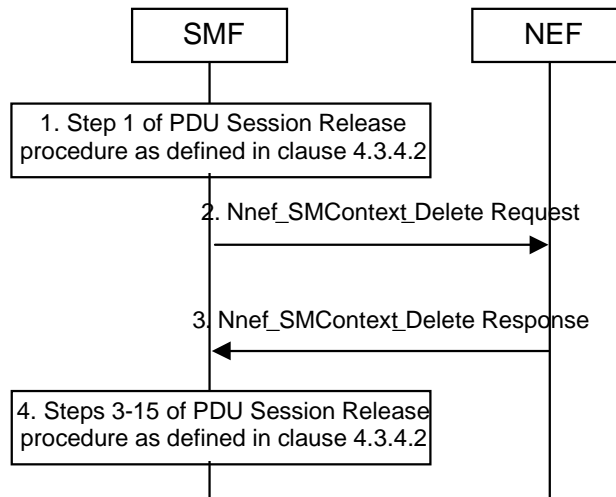 SMF
NEF
1. Step 1 of PDU Session Release
procedure as defined in clause 4.3.4.2
2. Nnef_SMContext_Delete Request
3. Nnef_SMContext_Delete Response
4. Steps 3-15 of PDU Session Release
procedure as defined in clause 4.3.4.2